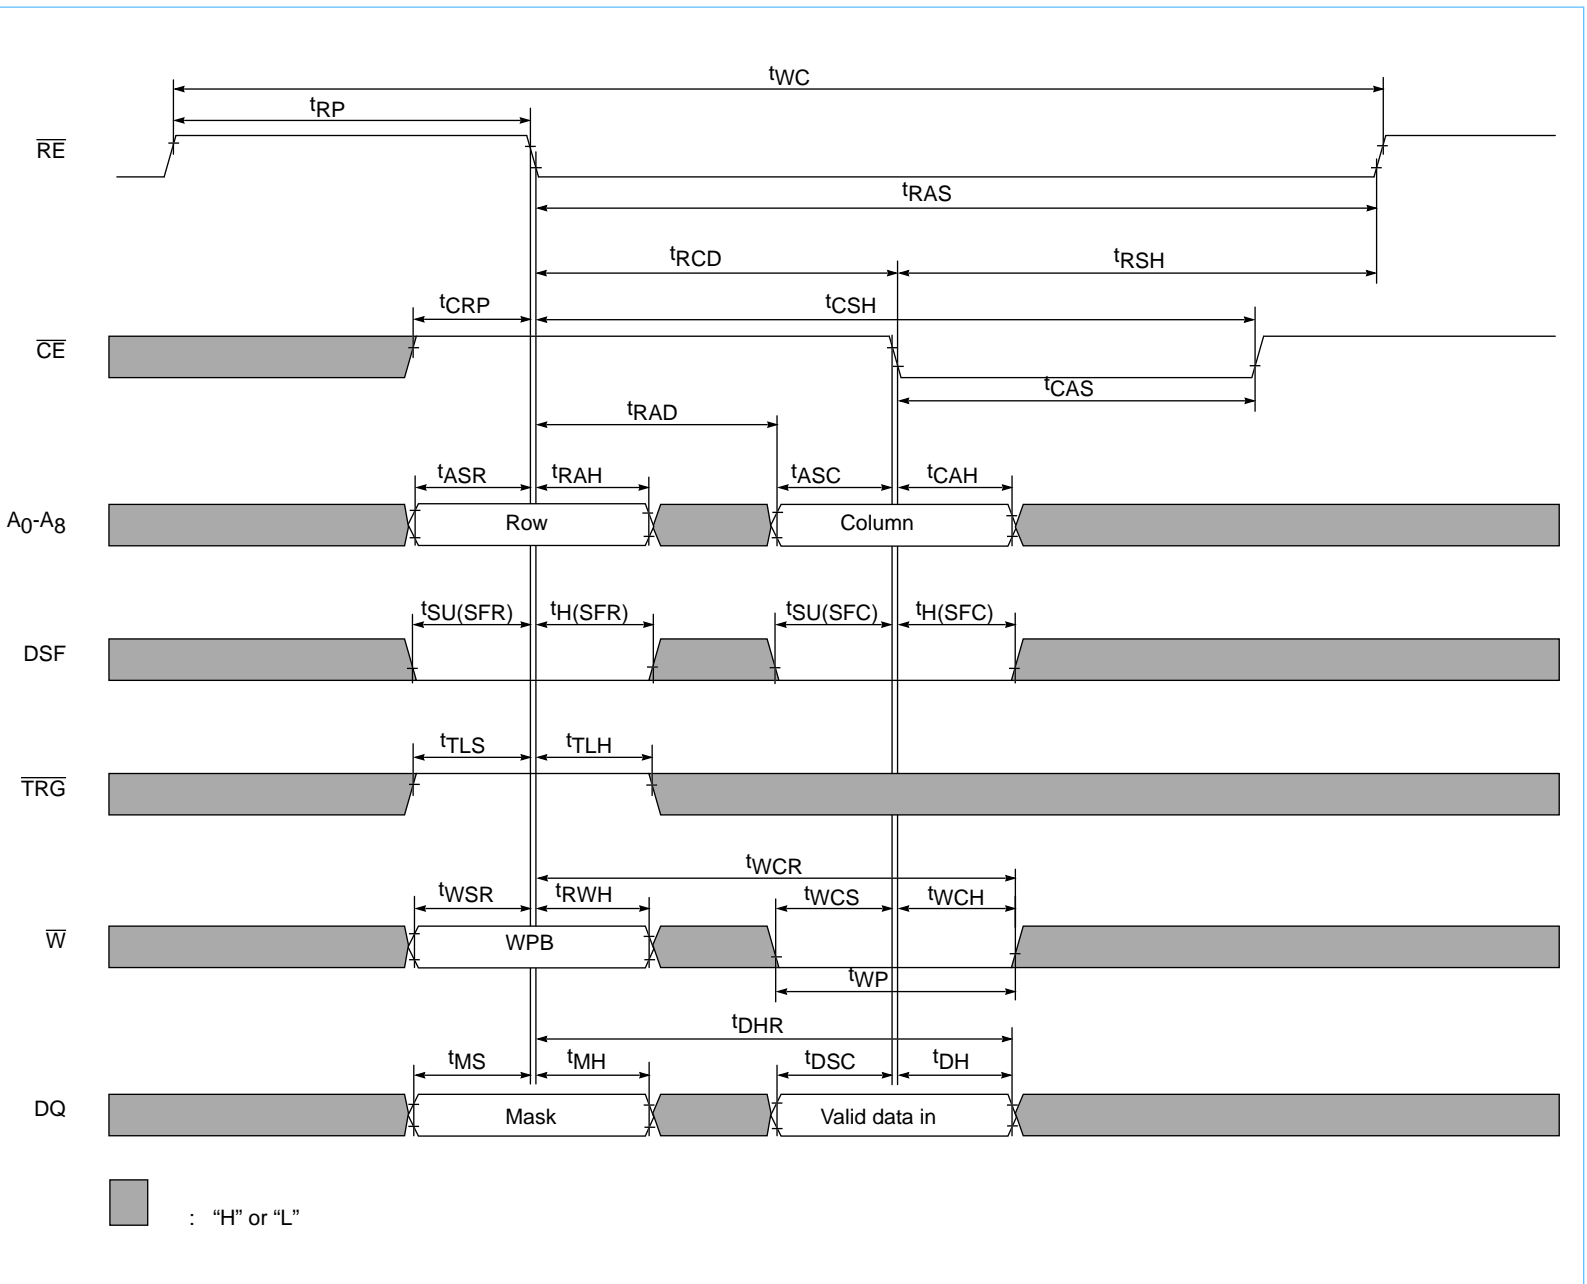 tWC
tRP
RE
tRAS
tRCD
tRSH
tCRP
tCSH
CE
tCAS
tRAD
tASR tRAH tASC tCAH
A0-A8 Row Column
tSU(SFR) tH(SFR) tSU(SFC) tH(SFC)
DSF
tTLS tTLH
TRG
tWCR
tWSR tRWH tWCS tWCH
W WPB
tWP
tDHR
tMS tMH tDSC tDH
DQ Mask Valid data in
: “H” or “L”